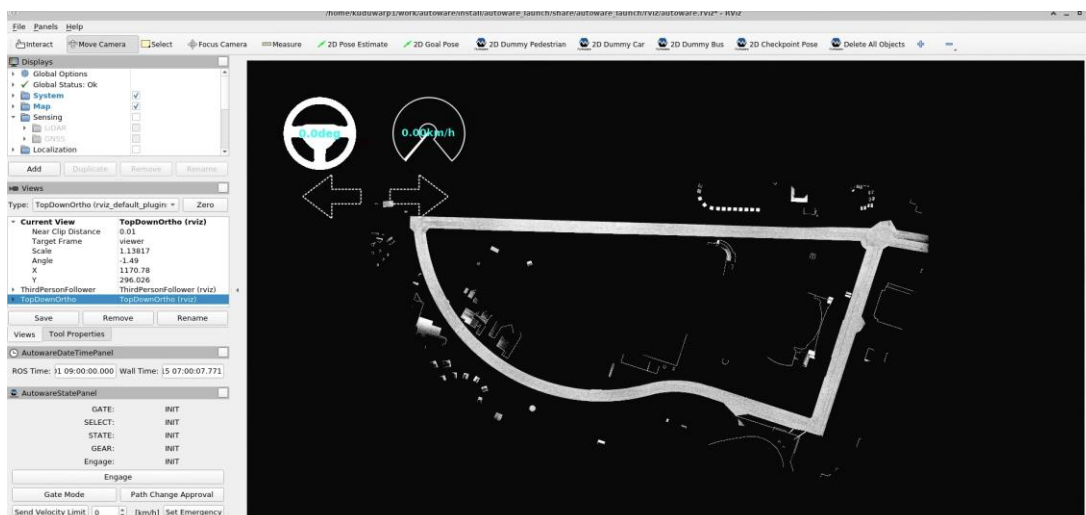 /home/kuduwarp1/work/autoware/install/autoware_launch/share/autoware_launch/rviz/autoware.rviz* - RViz
File Panels Help
Interact Move Camera Select Focus Camera Measure 2D Pose Estimate 2D Goal Pose 2D Dummy Pedestrian 2D Dummy Car 2D Dummy Bus 2D Checkpoint Pose Delete All Objects
Displays
Global Options
Global Status: Ok
System
Map
Sensing
LiDAR
GNSS
Localization
Add Duplicate Remove Rename
Views
Type: TopDownOrtho (rviz_default_plugin: Zero
Current View TopDownOrtho (rviz)
Near Clip Distance 0.01
Target Frame viewer
Scale 1.13817
Angle -1.49
X 1170.78
Y 296.026
ThirdPersonFollower ThirdPersonFollower (rviz)
TopDownOrtho TopDownOrtho (rviz)
Save Remove Rename
Views Tool Properties
AutowareDateTimePanel
ROS Time: 01 09:00:00.000 Wall Time: 15 07:00:07.771
AutowareStatePanel
GATE: INIT
SELECT: INIT
STATE: INIT
GEAR: INIT
Engage: INIT
Engage
Gate Mode Path Change Approval
Send Velocity Limit 0 [km/h] Set Emergency
0.0deg 0.00km/h